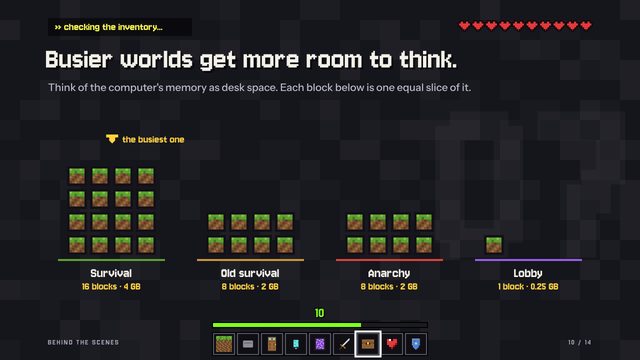 >> checking the inventory...
Busier worlds get more room to think.
Think of the computer's memory as desk space. Each block below is one equal slice of it.
the busiest one
Survival
16 blocks · 4 GB
Old survival
8 blocks · 2 GB
Anarchy
8 blocks · 2 GB
Lobby
1 block · 0.25 GB
10
BEHIND THE SCENES
10 / 14